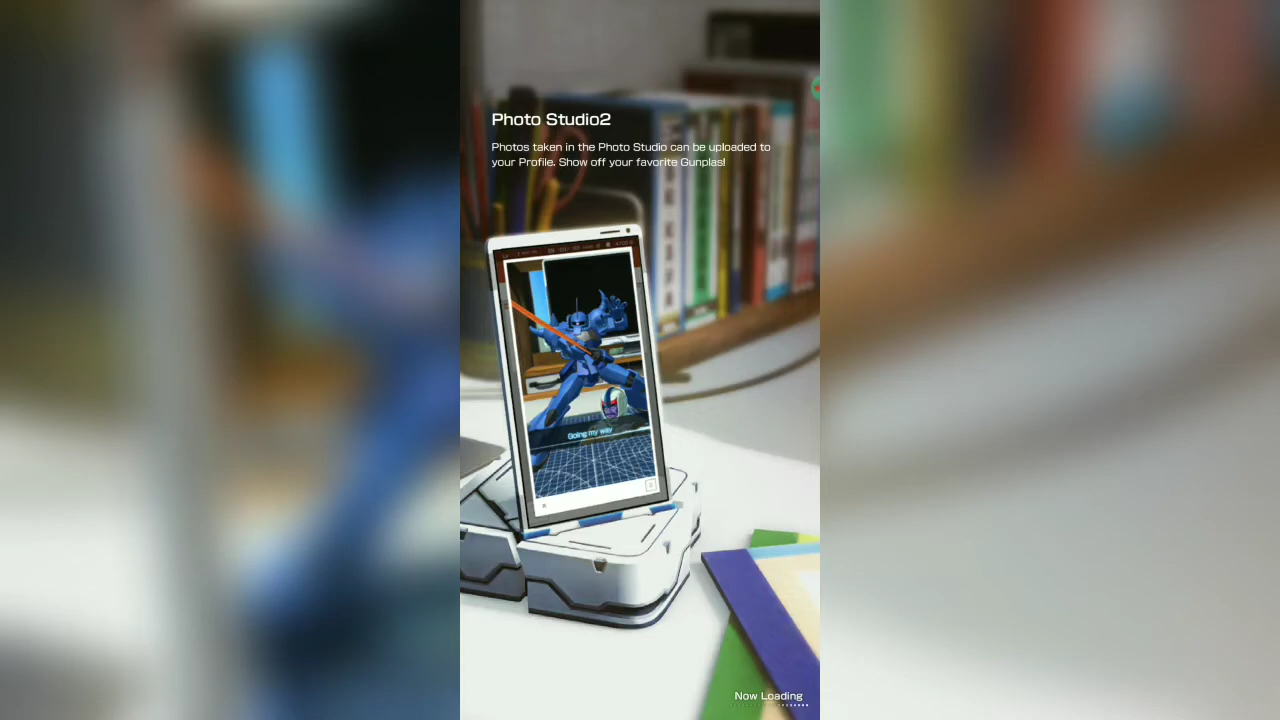 Photo Studio2
Photos taken in the Photo Studio can be uploaded to
your Profile. Show off your favorite Gunplas!
Going my way
Now Loading